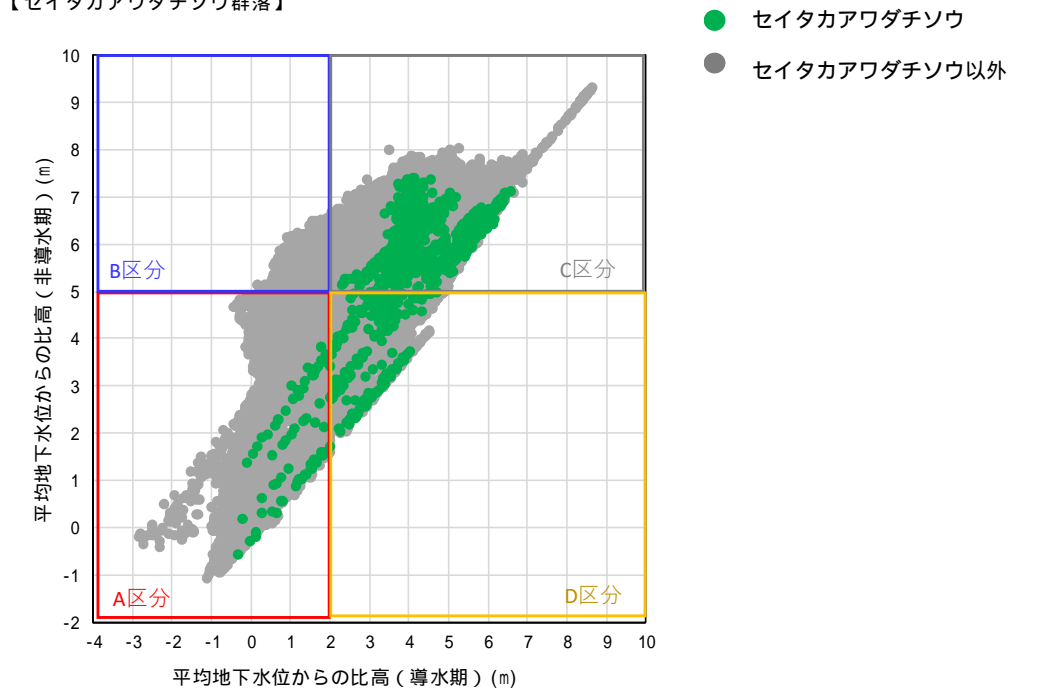 【セイタカアワダチソウ群落】
セイタカアワダチソウ
セイタカアワダチソウ以外
平均地下水位からの比高(非導水期)(m)
10
9
8
7
6
5
4
3
2
1
0
-1
-2
B区分
C区分
A区分
D区分
-4 -3 -2 -1 0 1 2 3 4 5 6 7 8 9 10
平均地下水位からの比高(導水期)(m)